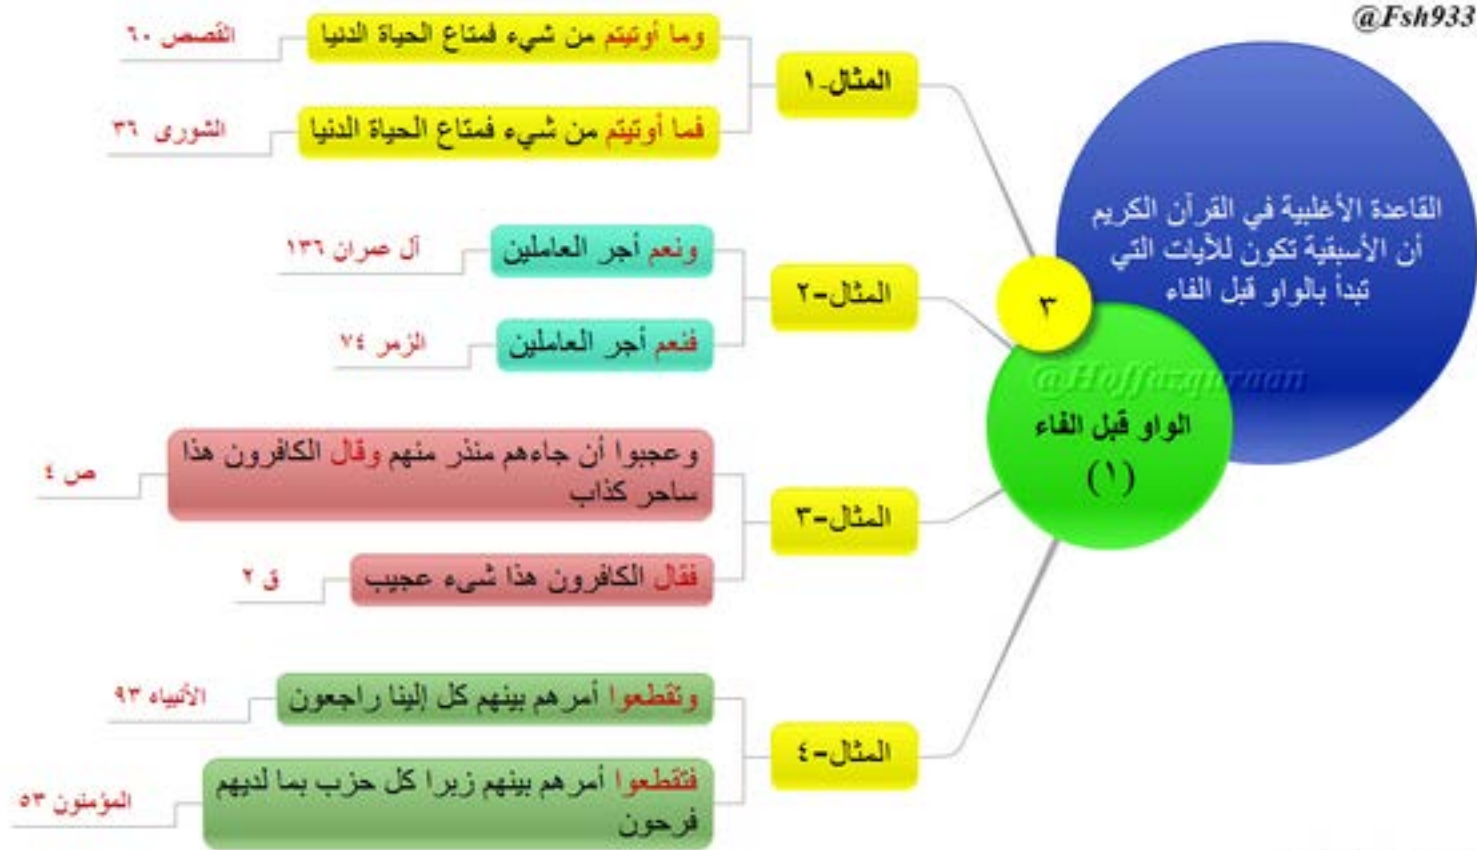 @Fsh933
القاعدة الأغلبية في القرآن الكريم
أن الأسبقية تكون للآيات التي
تبدأ بالواو قبل الفاء
٣
@Hoffazquraan
الواو قبل الفاء
(١)
المثال-١
وما أوتيتم من شيء فمتاع الحياة الدنيا
القصص ٦٠
فما أوتيتم من شيء فمتاع الحياة الدنيا
الشورى ٣٦
المثال-٢
ونعم أجر العاملين
آل عمران ١٣٦
فنعم أجر العاملين
الزمر ٧٤
المثال-٣
وعجبوا أن جاءهم منذر منهم وقال الكافرون هذا
ساحر كذاب
ص ٤
فقال الكافرون هذا شىء عجيب
ق ٢
المثال-٤
وتقطعوا أمرهم بينهم كل إلينا راجعون
الأنبياء ٩٣
فتقطعوا أمرهم بينهم زبرا كل حزب بما لديهم
فرحون
المؤمنون ٥٣